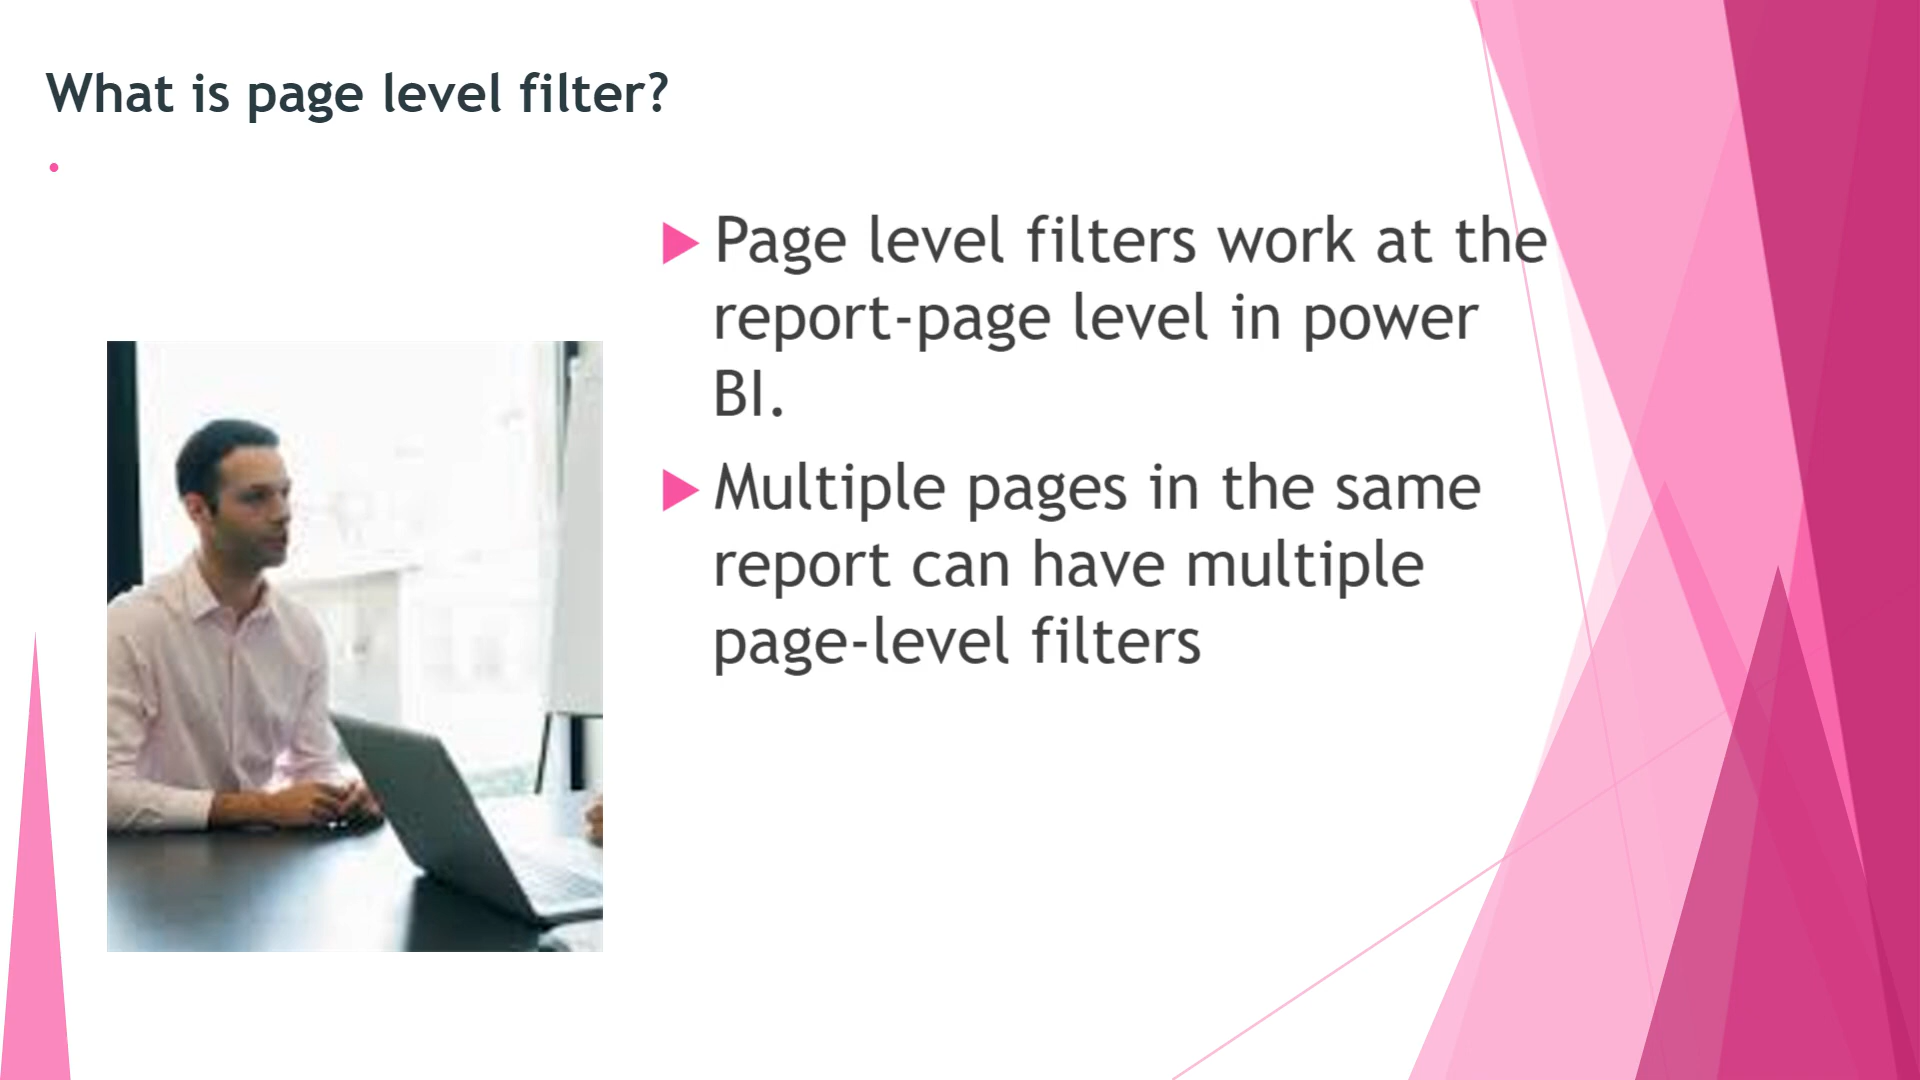 What is page level filter?
Page level filters work at the
report-page level in power
BI.
Multiple pages in the same
report can have multiple
page-level filters